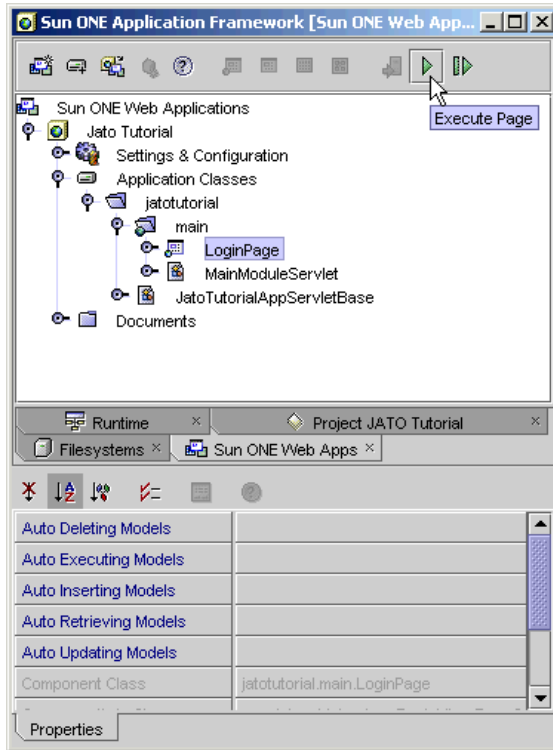 Sun ONE Application Framework [Sun ONE Web App...
Execute Page
Sun ONE Web Applications
Jato Tutorial
Settings & Configuration
Application Classes
jatotutorial
main
LoginPage
MainModuleServlet
JatoTutorialAppServletBase
Documents
Runtime
Project JATO Tutorial
Filesystems
Sun ONE Web Apps
Auto Deleting Models
Auto Executing Models
Auto Inserting Models
Auto Retrieving Models
Auto Updating Models
Component Class jatotutorial.main.LoginPage
Properties